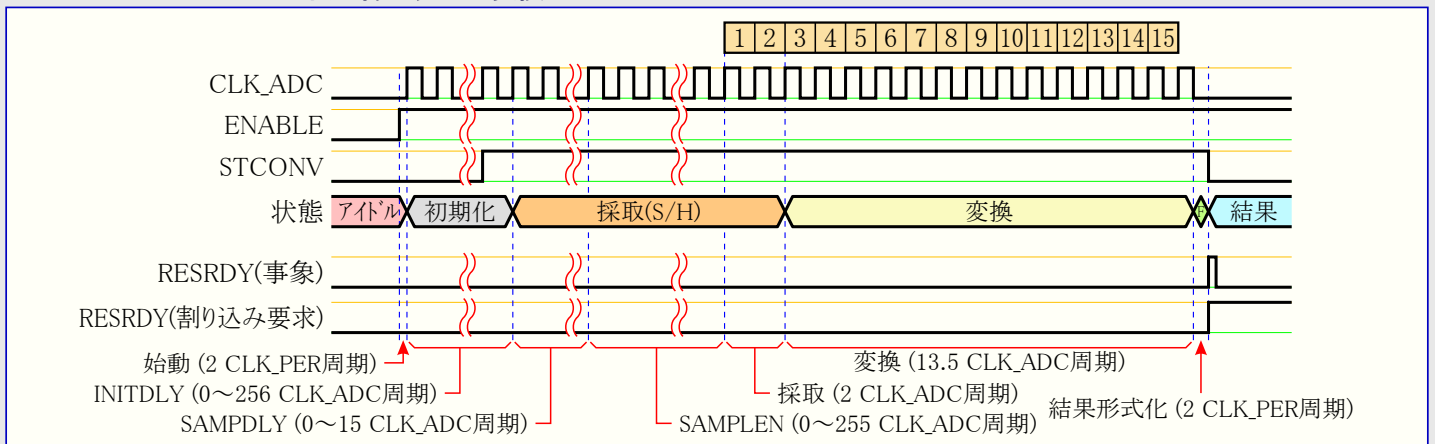 1 2 3 4 5 6 7 8 9 10 11 12 13 14 15
CLK_ADC
ENABLE
STCONV
状態 アイドル 初期化 採取(S/H) 変換 F 結果
RESRDY(事象)
RESRDY(割り込み要求)
始動 (2 CLK_PER周期) 変換 (13.5 CLK_ADC周期)
INITDLY (0～256 CLK_ADC周期) 採取 (2 CLK_ADC周期) 結果形式化 (2 CLK_PER周期)
SAMPDLY (0～15 CLK_ADC周期) SAMPLEN (0～255 CLK_ADC周期)